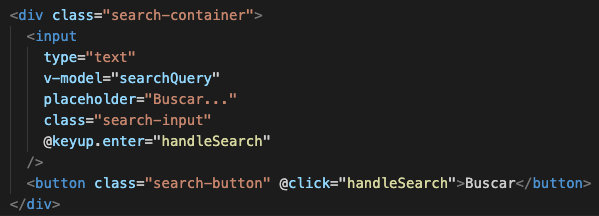 <div class="search-container">
  <input
    type="text"
    v-model="searchQuery"
    placeholder="Buscar..."
    class="search-input"
    @keyup.enter="handleSearch"
  />
  <button class="search-button" @click="handleSearch">Buscar</button>
</div>